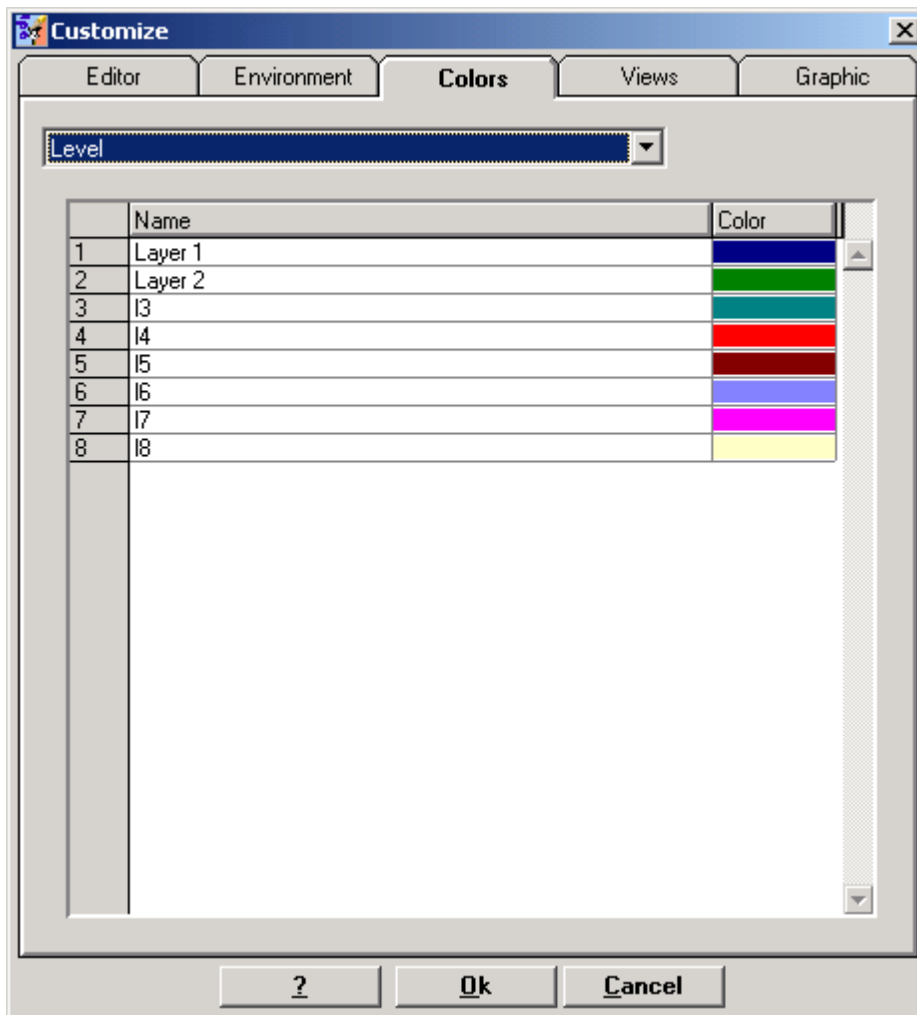 Customize
Editor Environment Colors Views Graphic
Level
Name Color
1 Layer 1
2 Layer 2
3 l3
4 l4
5 l5
6 l6
7 l7
8 l8
? Ok Cancel